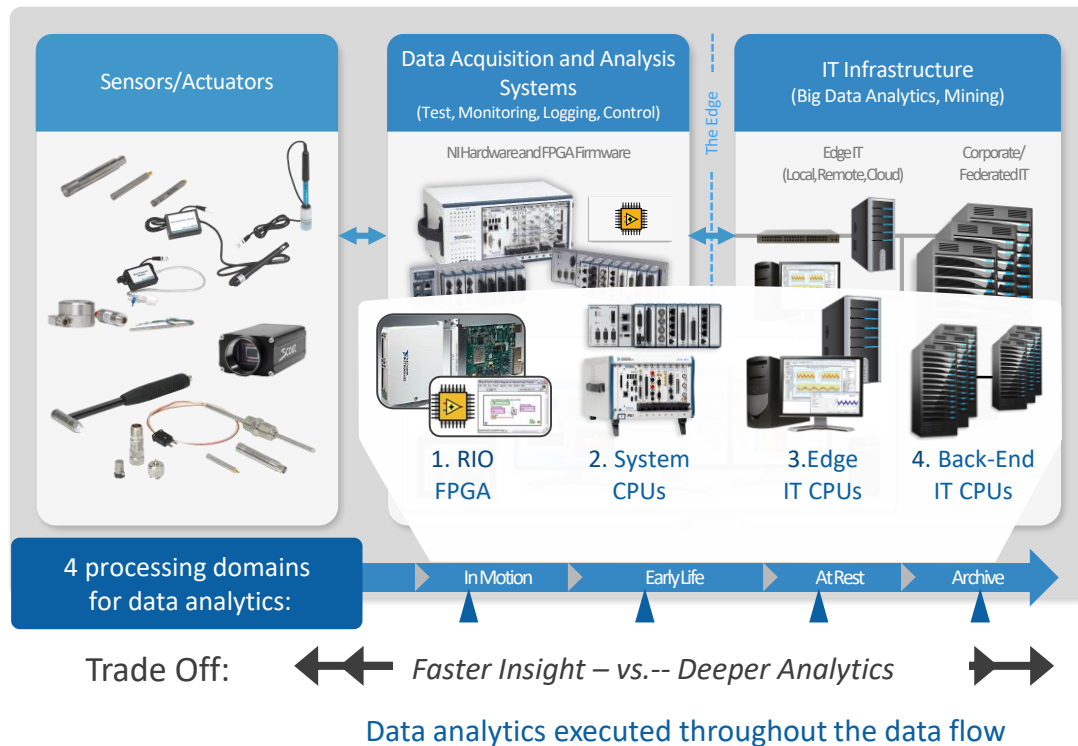 Sensors/Actuators
Data Acquisition and Analysis
Systems
(Test, Monitoring, Logging, Control)
NI Hardware and FPGA Firmware
The Edge
IT Infrastructure
(Big Data Analytics, Mining)
Edge IT
(Local, Remote, Cloud)
Corporate/
Federated IT
Scout
1. RIO
FPGA
2. System
CPUs
3.Edge
IT CPUs
4. Back-End
IT CPUs
4 processing domains
for data analytics:
In Motion
Early Life
At Rest
Archive
Trade Off:
Faster Insight – vs.-- Deeper Analytics
Data analytics executed throughout the data flow